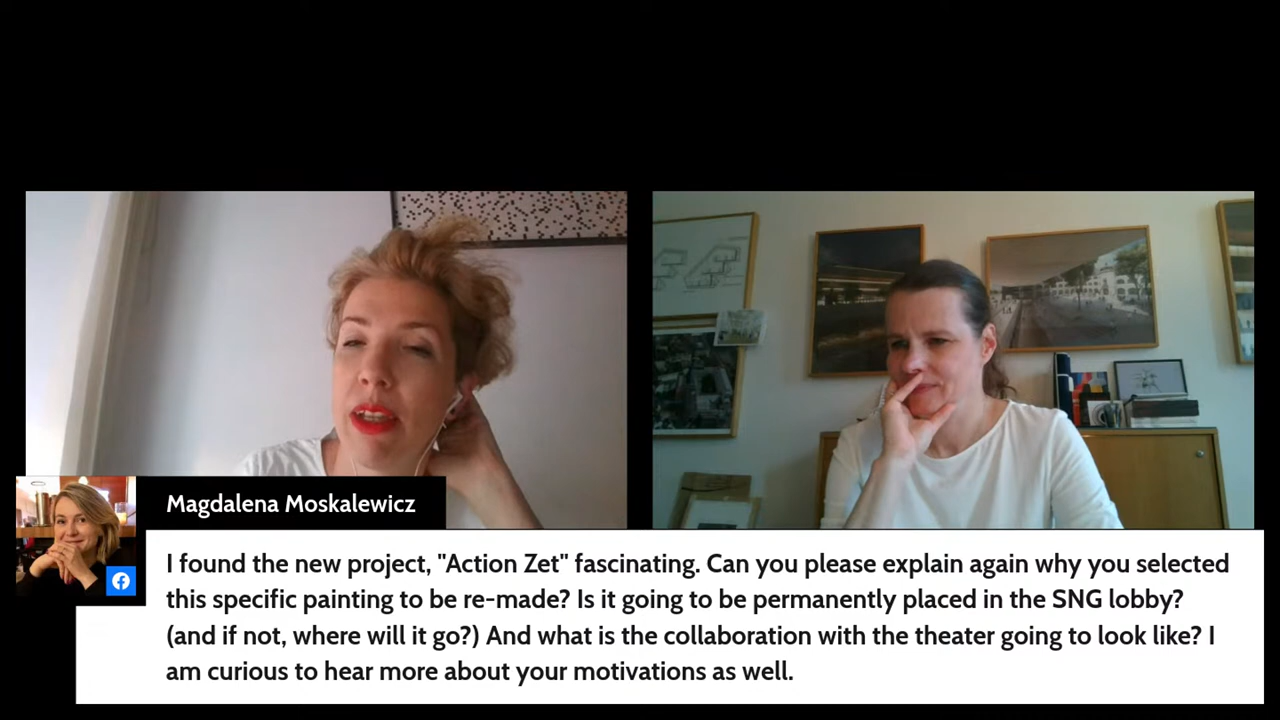 Magdalena Moskalewicz
I found the new project, "Action Zet" fascinating. Can you please explain again why you selected
this specific painting to be re-made? Is it going to be permanently placed in the SNG lobby?
(and if not, where will it go?) And what is the collaboration with the theater going to look like? I
am curious to hear more about your motivations as well.